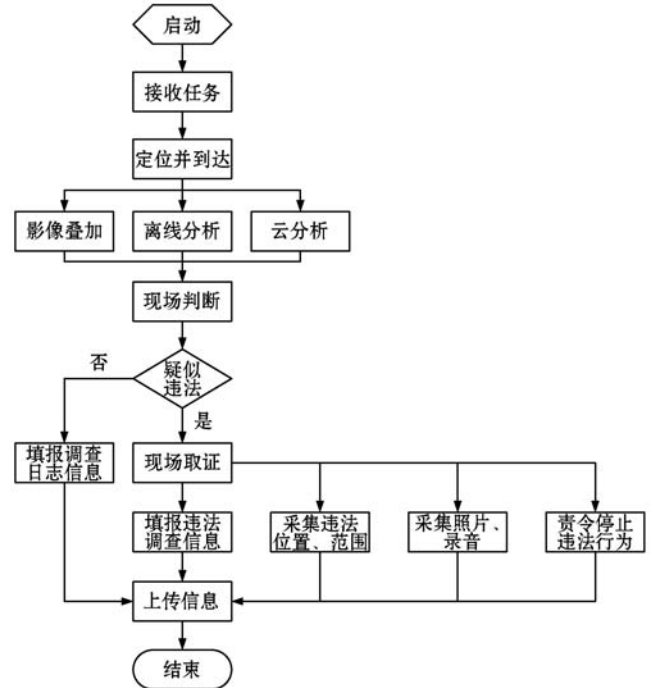 启动
接收任务
定位并到达
影像叠加
离线分析
云分析
现场判断
否
疑似
违法
是
填报调查
日志信息
现场取证
填报违法
调查信息
采集违法
位置、范围
采集照片、
录音
责令停止
违法行为
上传信息
结束